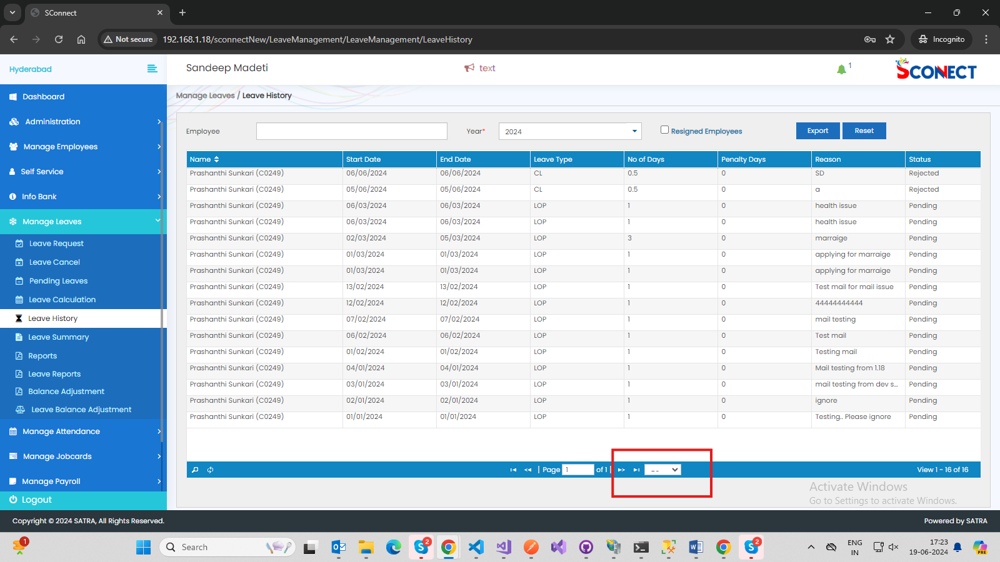 SConnect
Not secure
192.168.1.18/sconnectNew/LeaveManagement/LeaveManagement/LeaveHistory
Incognito
Hyderabad
Sandeep Madeti
text
1
SCONNECT
Dashboard
Administration
Manage Employees
Self Service
Info Bank
Manage Leaves
Leave Request
Leave Cancel
Pending Leaves
Leave Calculation
Leave History
Leave Summary
Reports
Leave Reports
Balance Adjustment
Leave Balance Adjustment
Manage Attendance
Manage Jobcards
Manage Payroll
Logout
Manage Leaves / Leave History
Employee Year* 2024 Resigned Employees Export Reset
Name Start Date End Date Leave Type No of Days Penalty Days Reason Status
Prashanthi Sunkari (C0249) 06/06/2024 06/06/2024 CL 0.5 0 SD Rejected
Prashanthi Sunkari (C0249) 05/06/2024 05/06/2024 CL 0.5 0 a Rejected
Prashanthi Sunkari (C0249) 06/03/2024 06/03/2024 LOP 1 0 health issue Pending
Prashanthi Sunkari (C0249) 06/03/2024 06/03/2024 LOP 1 0 health issue Pending
Prashanthi Sunkari (C0249) 02/03/2024 05/03/2024 LOP 3 0 marraige Pending
Prashanthi Sunkari (C0249) 01/03/2024 01/03/2024 LOP 1 0 applying for marraige Pending
Prashanthi Sunkari (C0249) 01/03/2024 01/03/2024 LOP 1 0 applying for marraige Pending
Prashanthi Sunkari (C0249) 13/02/2024 13/02/2024 LOP 1 0 Test mail for mail issue Pending
Prashanthi Sunkari (C0249) 12/02/2024 12/02/2024 LOP 1 0 44444444444 Pending
Prashanthi Sunkari (C0249) 07/02/2024 07/02/2024 LOP 1 0 mail testing Pending
Prashanthi Sunkari (C0249) 06/02/2024 06/02/2024 LOP 1 0 Test mail Pending
Prashanthi Sunkari (C0249) 01/02/2024 01/02/2024 LOP 1 0 Testing mail Pending
Prashanthi Sunkari (C0249) 04/01/2024 04/01/2024 LOP 1 0 Mail testing from 1.18 Pending
Prashanthi Sunkari (C0249) 03/01/2024 03/01/2024 LOP 1 0 mail testing from dev s... Pending
Prashanthi Sunkari (C0249) 02/01/2024 02/01/2024 LOP 1 0 ignore Pending
Prashanthi Sunkari (C0249) 01/01/2024 01/01/2024 LOP 1 0 Testing.. Please ignore Pending
Page 1 of 1 View 1 - 16 of 16
Activate Windows
Go to Settings to activate Windows.
Copyright © 2024 SATRA, All Rights Reserved. Powered by SATRA
1
Search
2
2
PRE
ENG
IN
17:23
19-06-2024